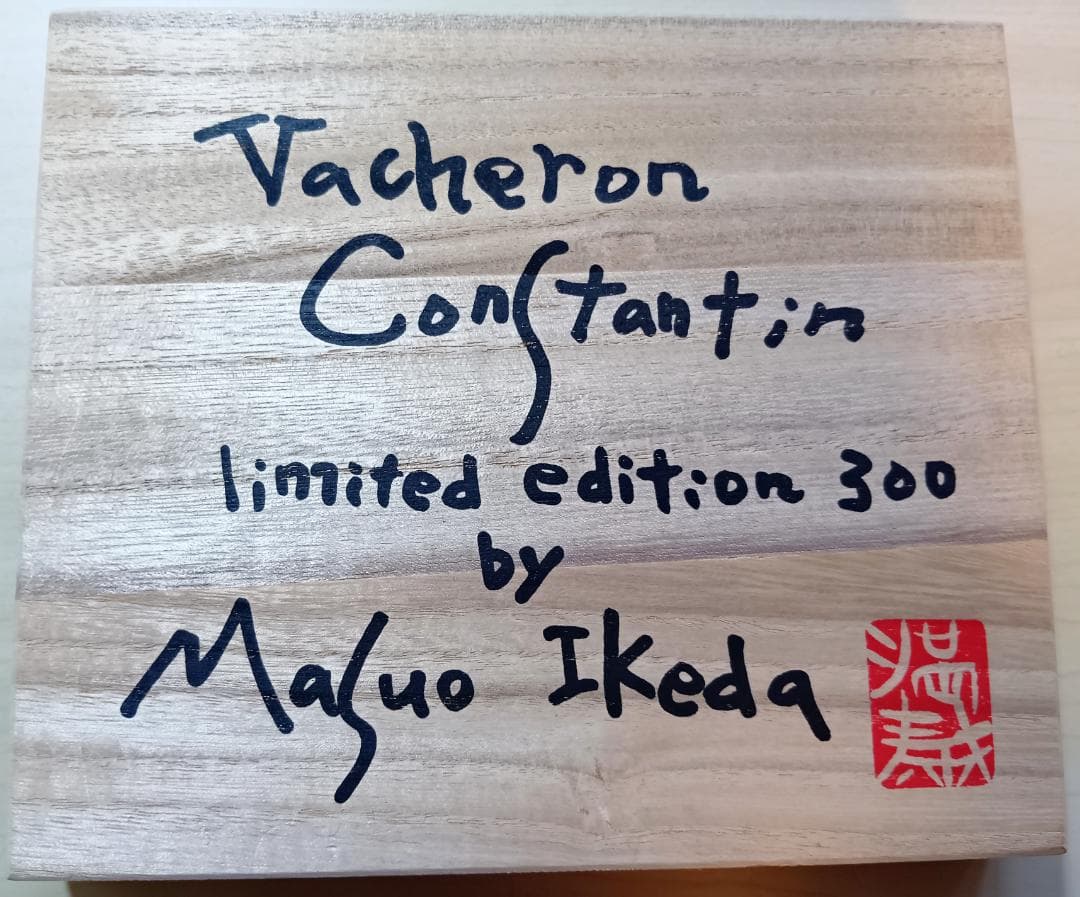 Vacheron
Constantin
limited edition 300
by
Masuo Ikeda